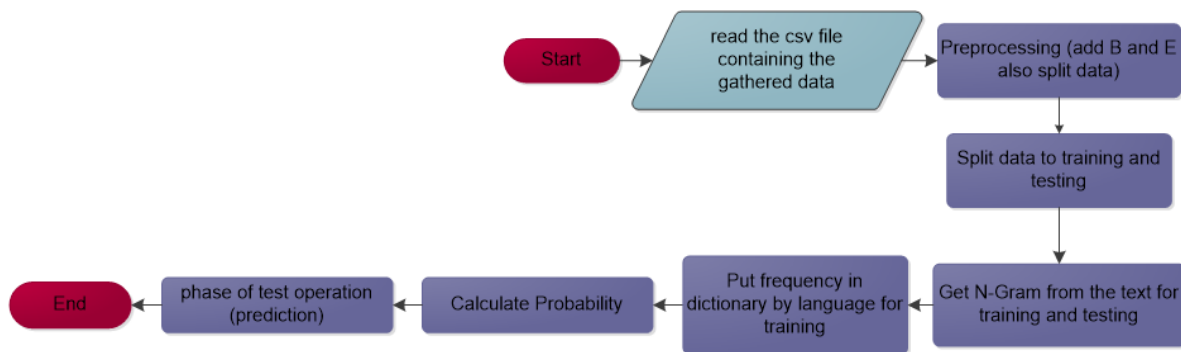 Start
read the csv file
containing the
gathered data
Preprocessing (add B and E
also split data)
Split data to training and
testing
Get N-Gram from the text for
training and testing
Put frequency in
dictionary by language for
training
Calculate Probability
phase of test operation
(prediction)
End